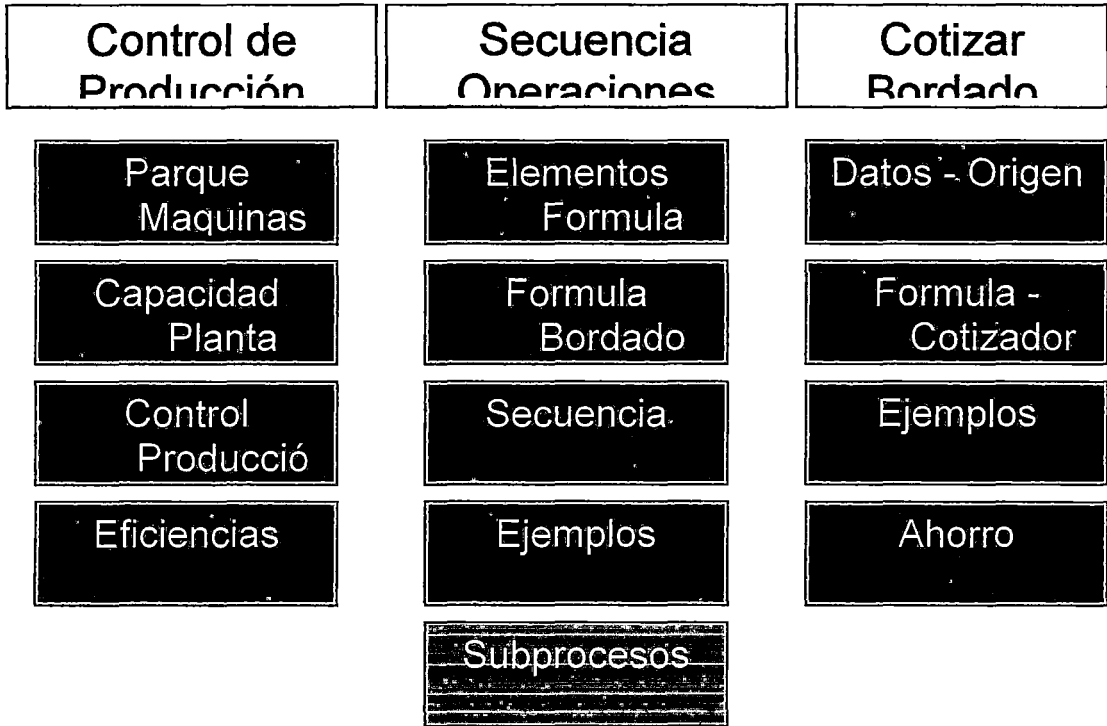 Control de
Producción
Secuencia
Operaciones
Cotizar
Bordado
Parque
Maquinas
Capacidad
Planta
Control
Producció
Eficiencias
Elementos
Formula
Formula
Bordado
Secuencia
Ejemplos
Subprocesos
Datos - Origen
Formula -
Cotizador
Ejemplos
Ahorro